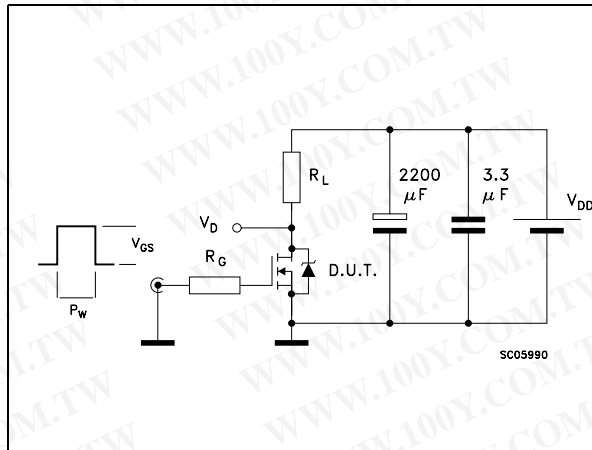 WWW.100Y.COM.TW
R_L
2200 μF
3.3 μF
V_DD
V_D
V_GS
R_G
D.U.T.
P_W
SC05990